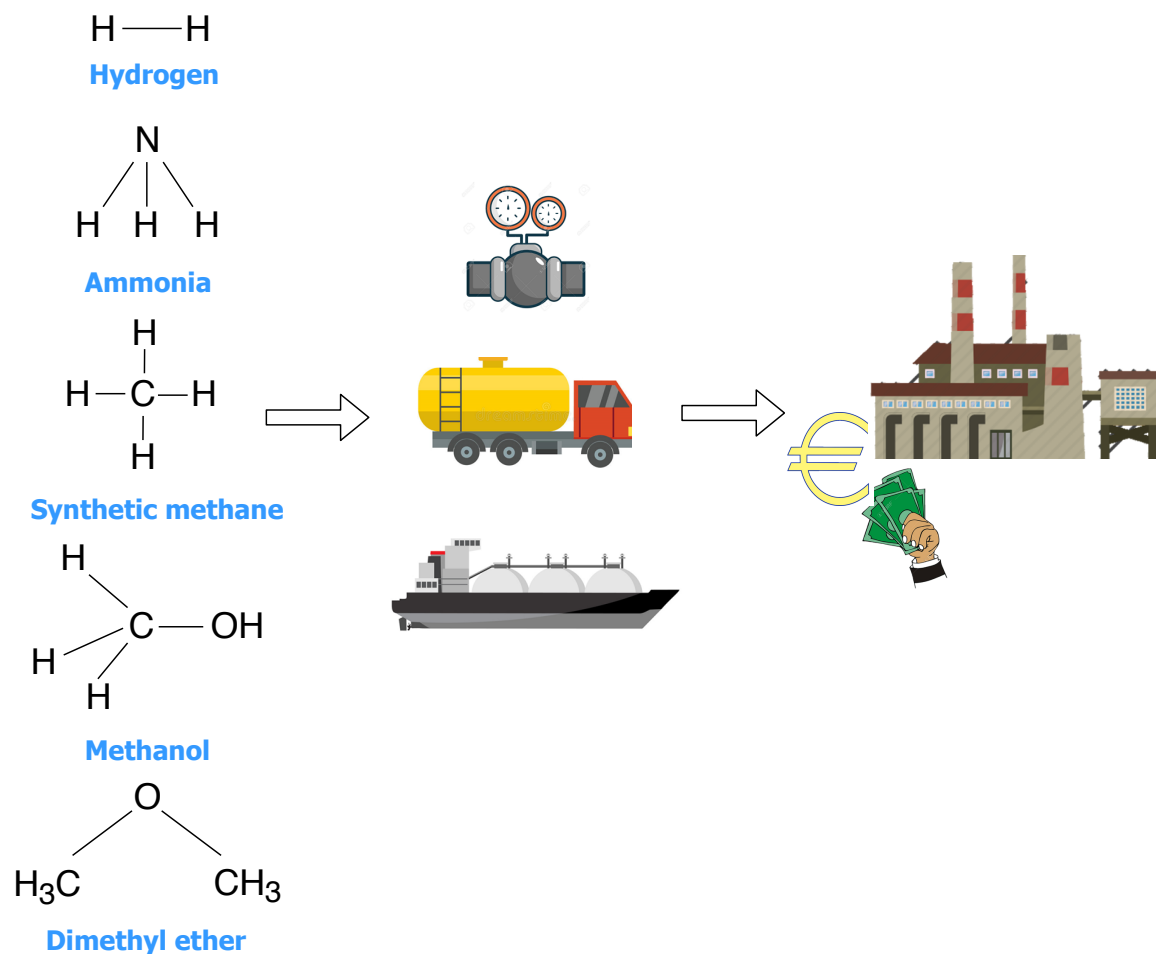 H H
Hydrogen
N
H H H
Ammonia
H
H C H
H
Synthetic methane
H
C OH
H
H
Methanol
O
H₃C CH₃
Dimethyl ether
€